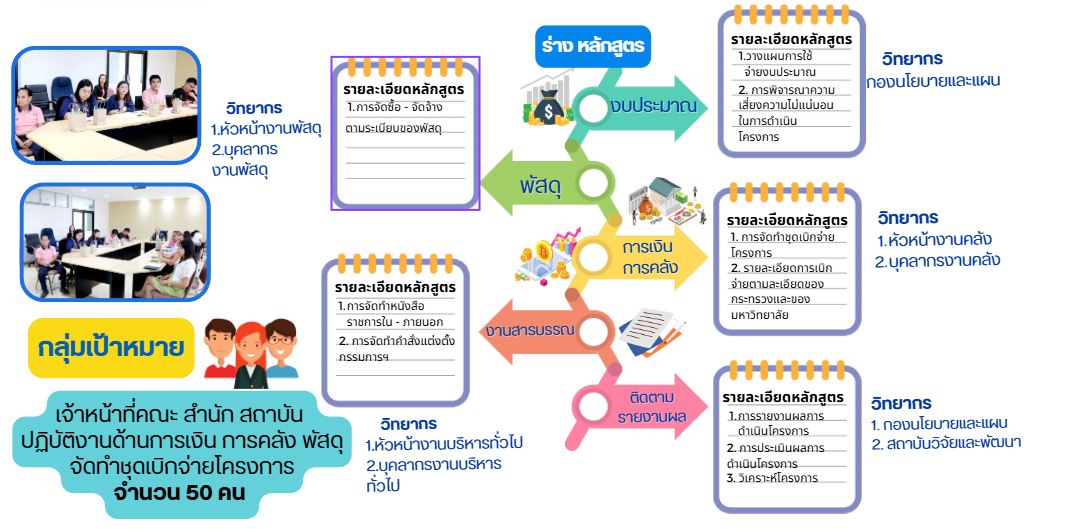 ร่าง หลักสูตร
งบประมาณ
รายละเอียดหลักสูตร
1.วางแผนการใช้
จ่ายงบประมาณ
2. การพิจารณาความ
เสี่ยงความไม่แน่นอน
ในการดำเนิน
โครงการ
วิทยากร
กองนโยบายและแผน
พัสดุ
รายละเอียดหลักสูตร
1.การจัดซื้อ - จัดจ้าง
ตามระเบียบของพัสดุ
วิทยากร
1.หัวหน้างานพัสดุ
2.บุคลากร
งานพัสดุ
การเงิน
การคลัง
รายละเอียดหลักสูตร
1. การจัดทำชุดเบิกจ่าย
โครงการ
2. รายละเอียดการเบิก
จ่ายตามละเอียดของ
กระทรวงและของ
มหาวิทยาลัย
วิทยากร
1.หัวหน้างานคลัง
2.บุคลากรงานคลัง
งานสารบรรณ
รายละเอียดหลักสูตร
1.การจัดทำหนังสือ
ราชการใน - ภายนอก
2. การจัดทำคำสั่งแต่งตั้ง
กรรมการฯ
วิทยากร
1.หัวหน้างานบริหารทั่วไป
2.บุคลากรงานบริหาร
ทั่วไป
ติดตาม
รายงานผล
รายละเอียดหลักสูตร
1.การรายงานผลการ
ดำเนินโครงการ
2. การประเมินผลการ
ดำเนินโครงการ
3. วิเคราะห์โครงการ
วิทยากร
1. กองนโยบายและแผน
2. สถาบันวิจัยและพัฒนา
กลุ่มเป้าหมาย
เจ้าหน้าที่คณะ สำนัก สถาบัน
ปฏิบัติงานด้านการเงิน การคลัง พัสดุ
จัดทำชุดเบิกจ่ายโครงการ
จำนวน 50 คน